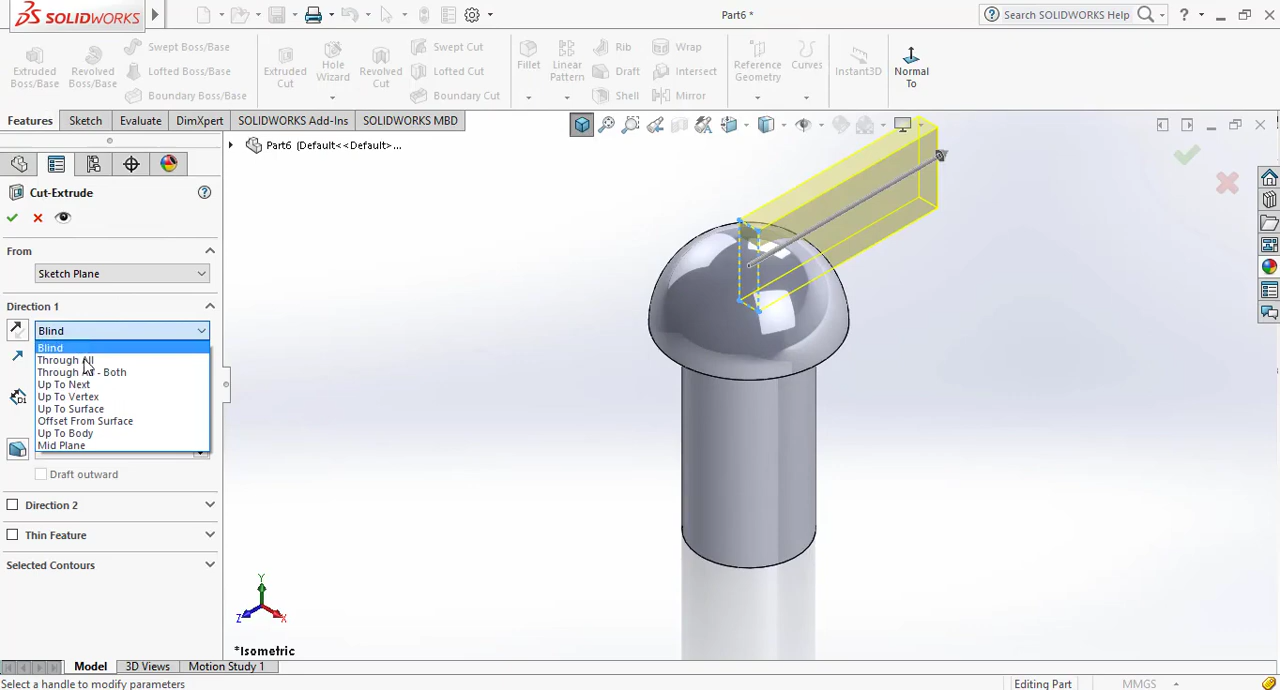 SOLIDWORKS
Part6 *
Search SOLIDWORKS Help
?
Extruded Boss/Base
Revolved Boss/Base
Swept Boss/Base
Lofted Boss/Base
Boundary Boss/Base
Extruded Cut
Hole Wizard
Revolved Cut
Swept Cut
Lofted Cut
Boundary Cut
Fillet
Linear Pattern
Rib
Draft
Shell
Wrap
Intersect
Mirror
Reference Geometry
Curves
Instant3D
Normal To
Features
Sketch
Evaluate
DimXpert
SOLIDWORKS Add-Ins
SOLIDWORKS MBD
Part6 (Default<<Default>...
Cut-Extrude
?
From
Sketch Plane
Direction 1
Blind
Blind
Through All
Up To Next
Up To Vertex
Up To Surface
Offset From Surface
Up To Body
Mid Plane
Draft outward
Direction 2
Thin Feature
Selected Contours
Y
Z
X
*Isometric
Model
3D Views
Motion Study 1
Select a handle to modify parameters
Editing Part
MMGS